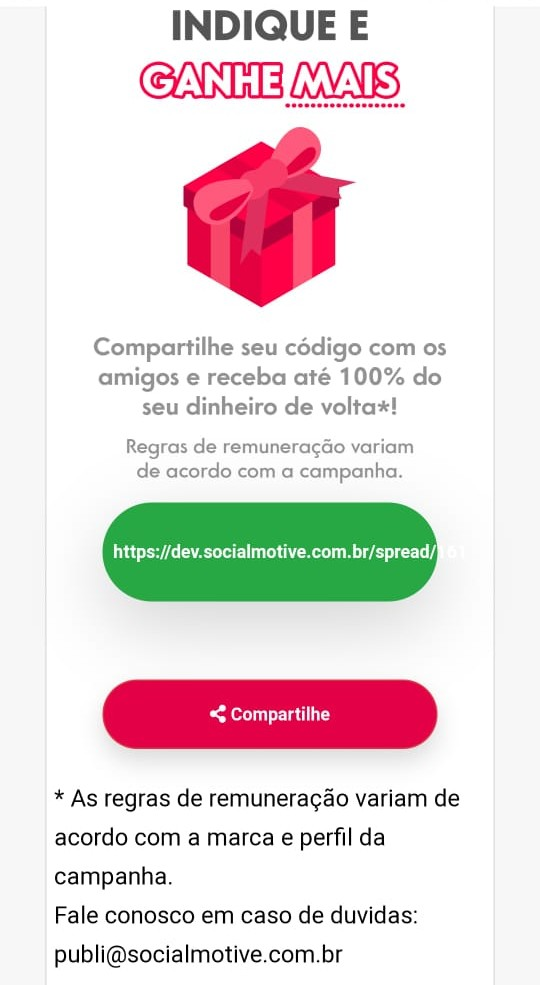 INDIQUE E
GANHE MAIS
Compartilhe seu código com os
amigos e receba até 100% do
seu dinheiro de volta*!
Regras de remuneração variam
de acordo com a campanha.
https://dev.socialmotive.com.br/spread/161
Compartilhe
* As regras de remuneração variam de
acordo com a marca e perfil da
campanha.
Fale conosco em caso de duvidas:
publi@socialmotive.com.br